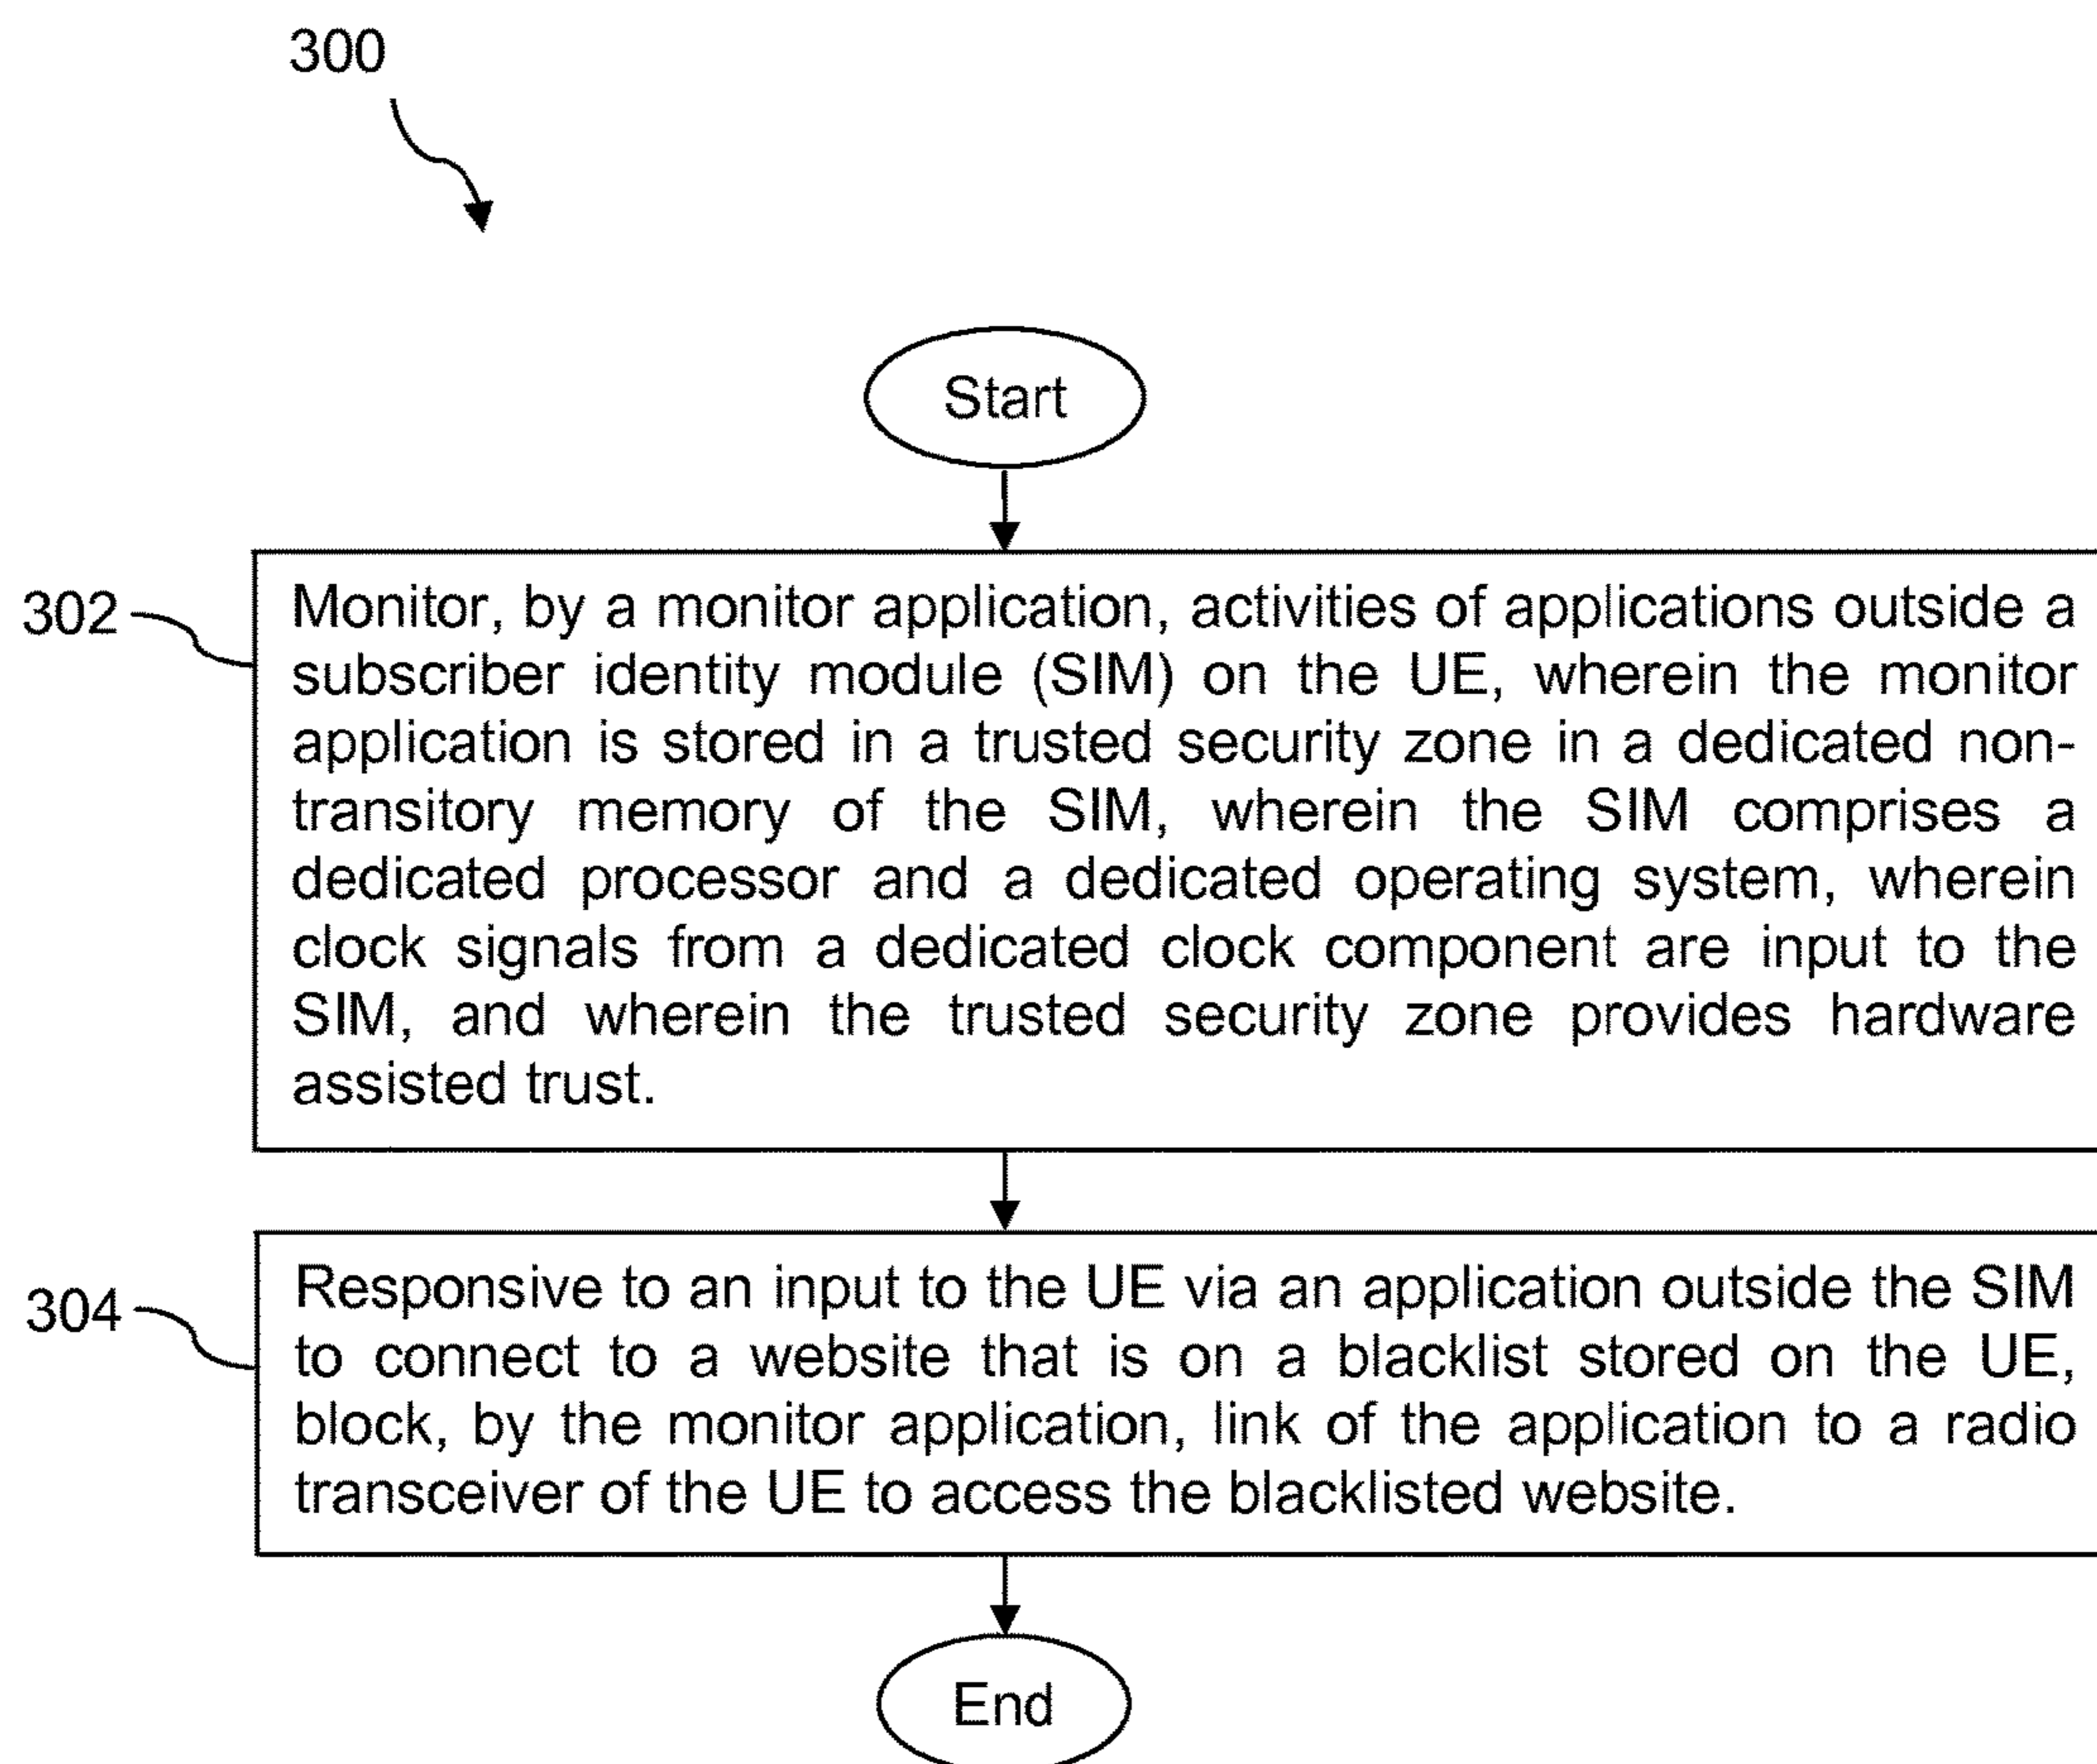 300
Start
302
Monitor, by a monitor application, activities of applications outside a
subscriber identity module (SIM) on the UE, wherein the monitor
application is stored in a trusted security zone in a dedicated non-
transitory memory of the SIM, wherein the SIM comprises a
dedicated processor and a dedicated operating system, wherein
clock signals from a dedicated clock component are input to the
SIM, and wherein the trusted security zone provides hardware
assisted trust.
304
Responsive to an input to the UE via an application outside the SIM
to connect to a website that is on a blacklist stored on the UE,
block, by the monitor application, link of the application to a radio
transceiver of the UE to access the blacklisted website.
End